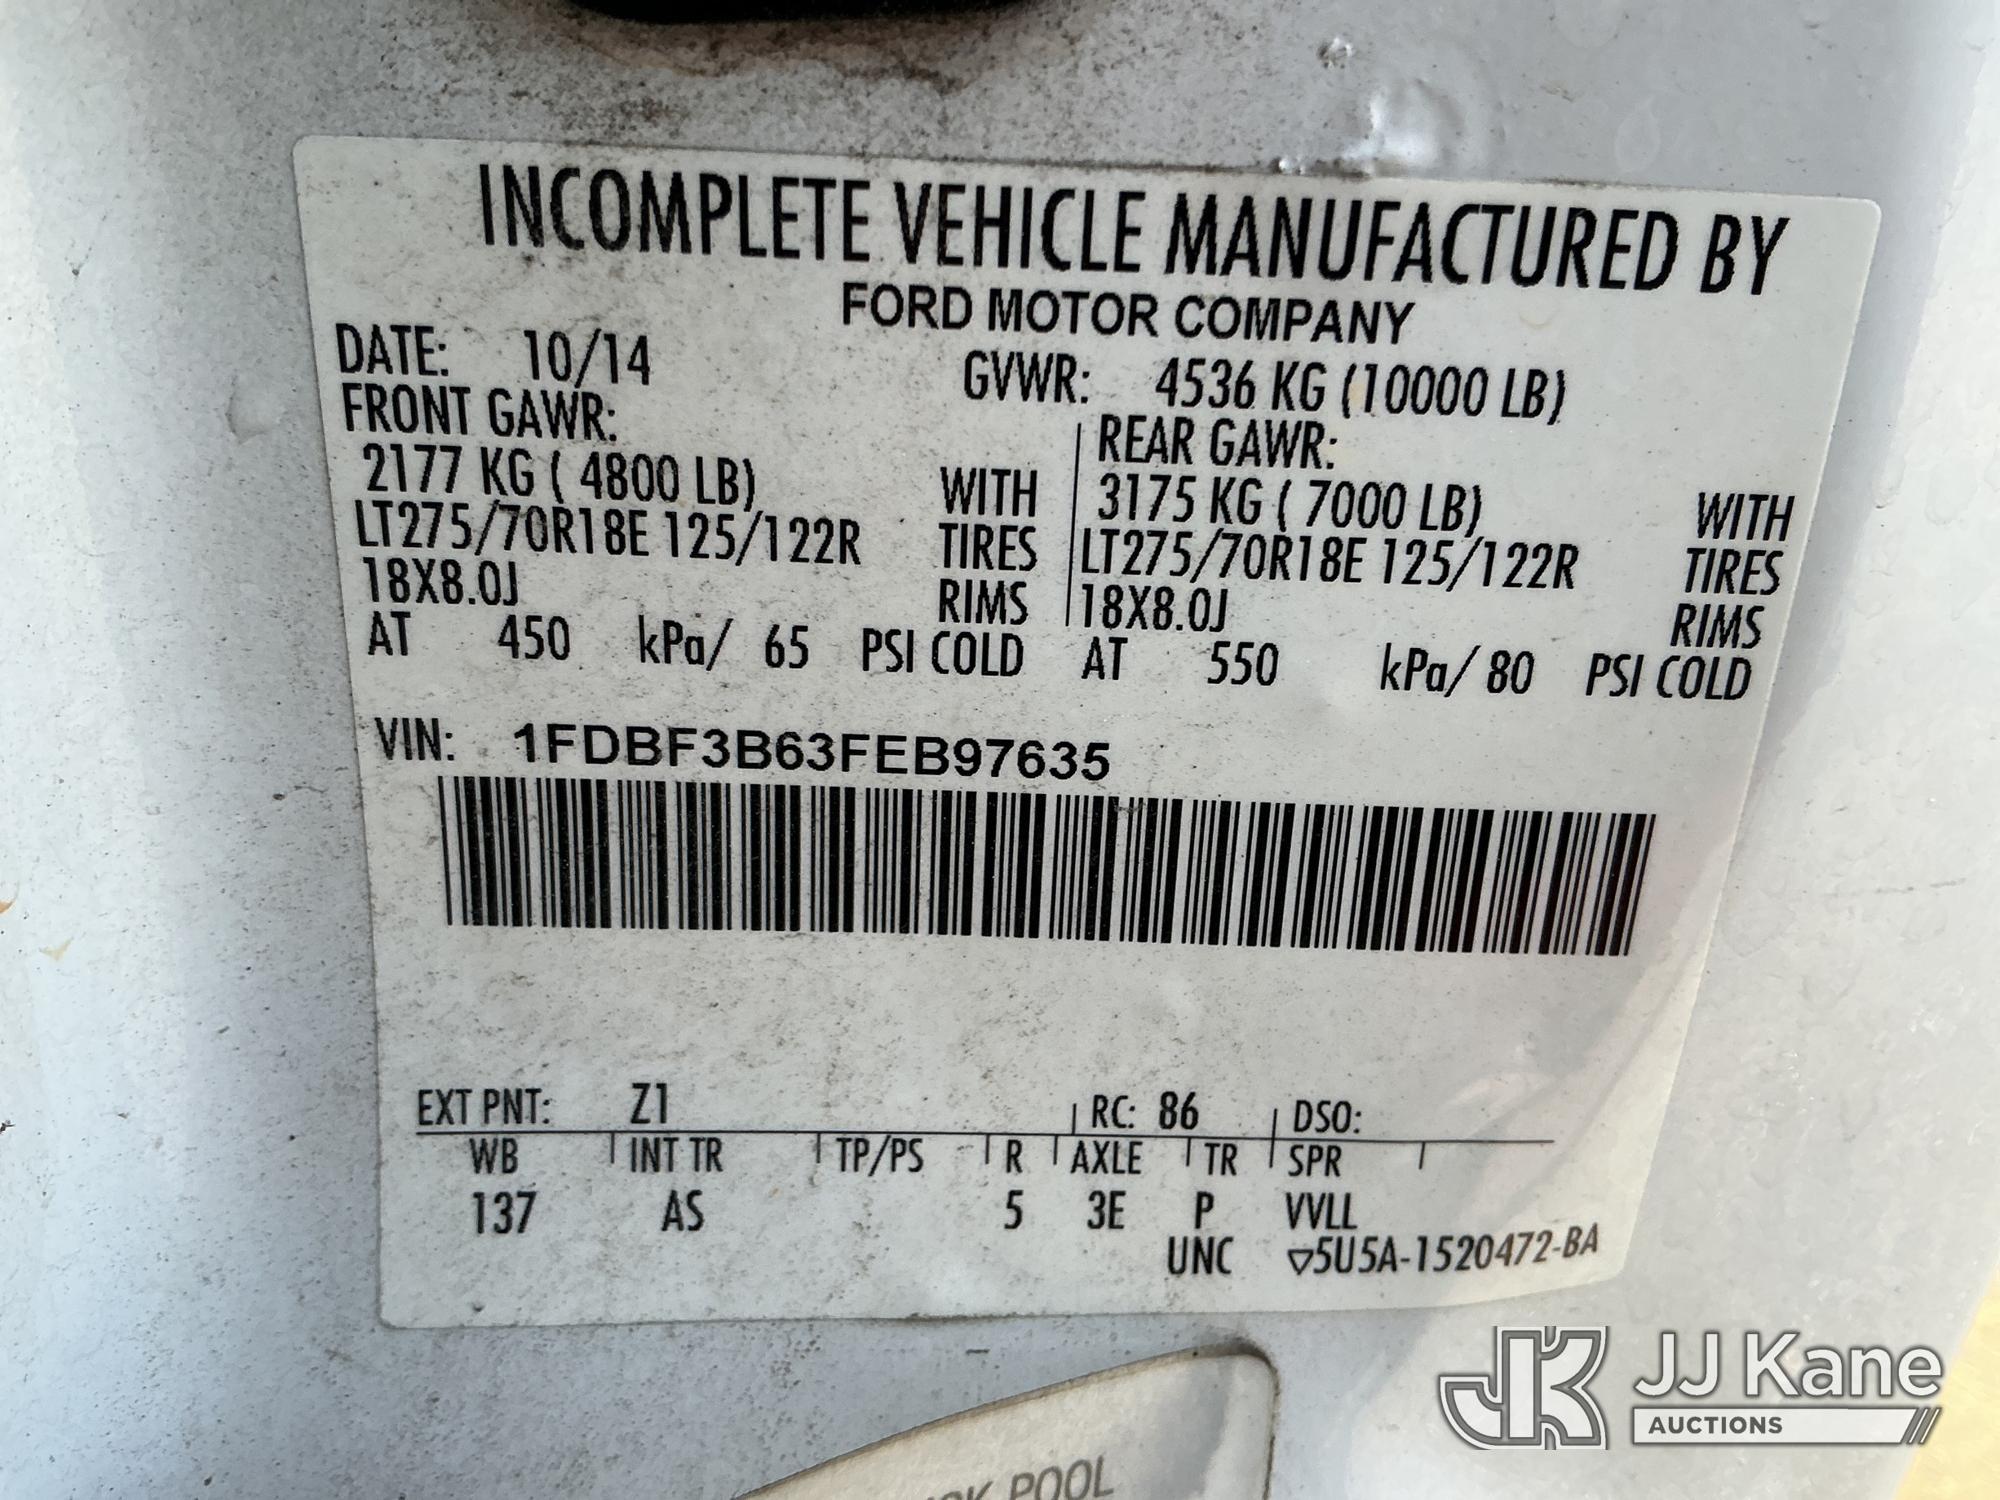 INCOMPLETE VEHICLE MANUFACTURED BY
FORD MOTOR COMPANY
DATE: 10/14 GVWR: 4536 KG (10000 LB)
FRONT GAWR: REAR GAWR:
2177 KG ( 4800 LB) WITH 3175 KG ( 7000 LB) WITH
LT275/70R18E 125/122R TIRES LT275/70R18E 125/122R TIRES
18X8.0J RIMS 18X8.0J RIMS
AT 450 kPa/ 65 PSI COLD AT 550 kPa/ 80 PSI COLD
VIN: 1FDBF3B63FEB97635
EXT PNT: Z1 RC: 86 DSO:
WB INT TR TP/PS R AXLE TR SPR
137 AS 5 3E P VVLL
UNC ▽5U5A-1520472-BA
POOL
JK JJ Kane
AUCTIONS